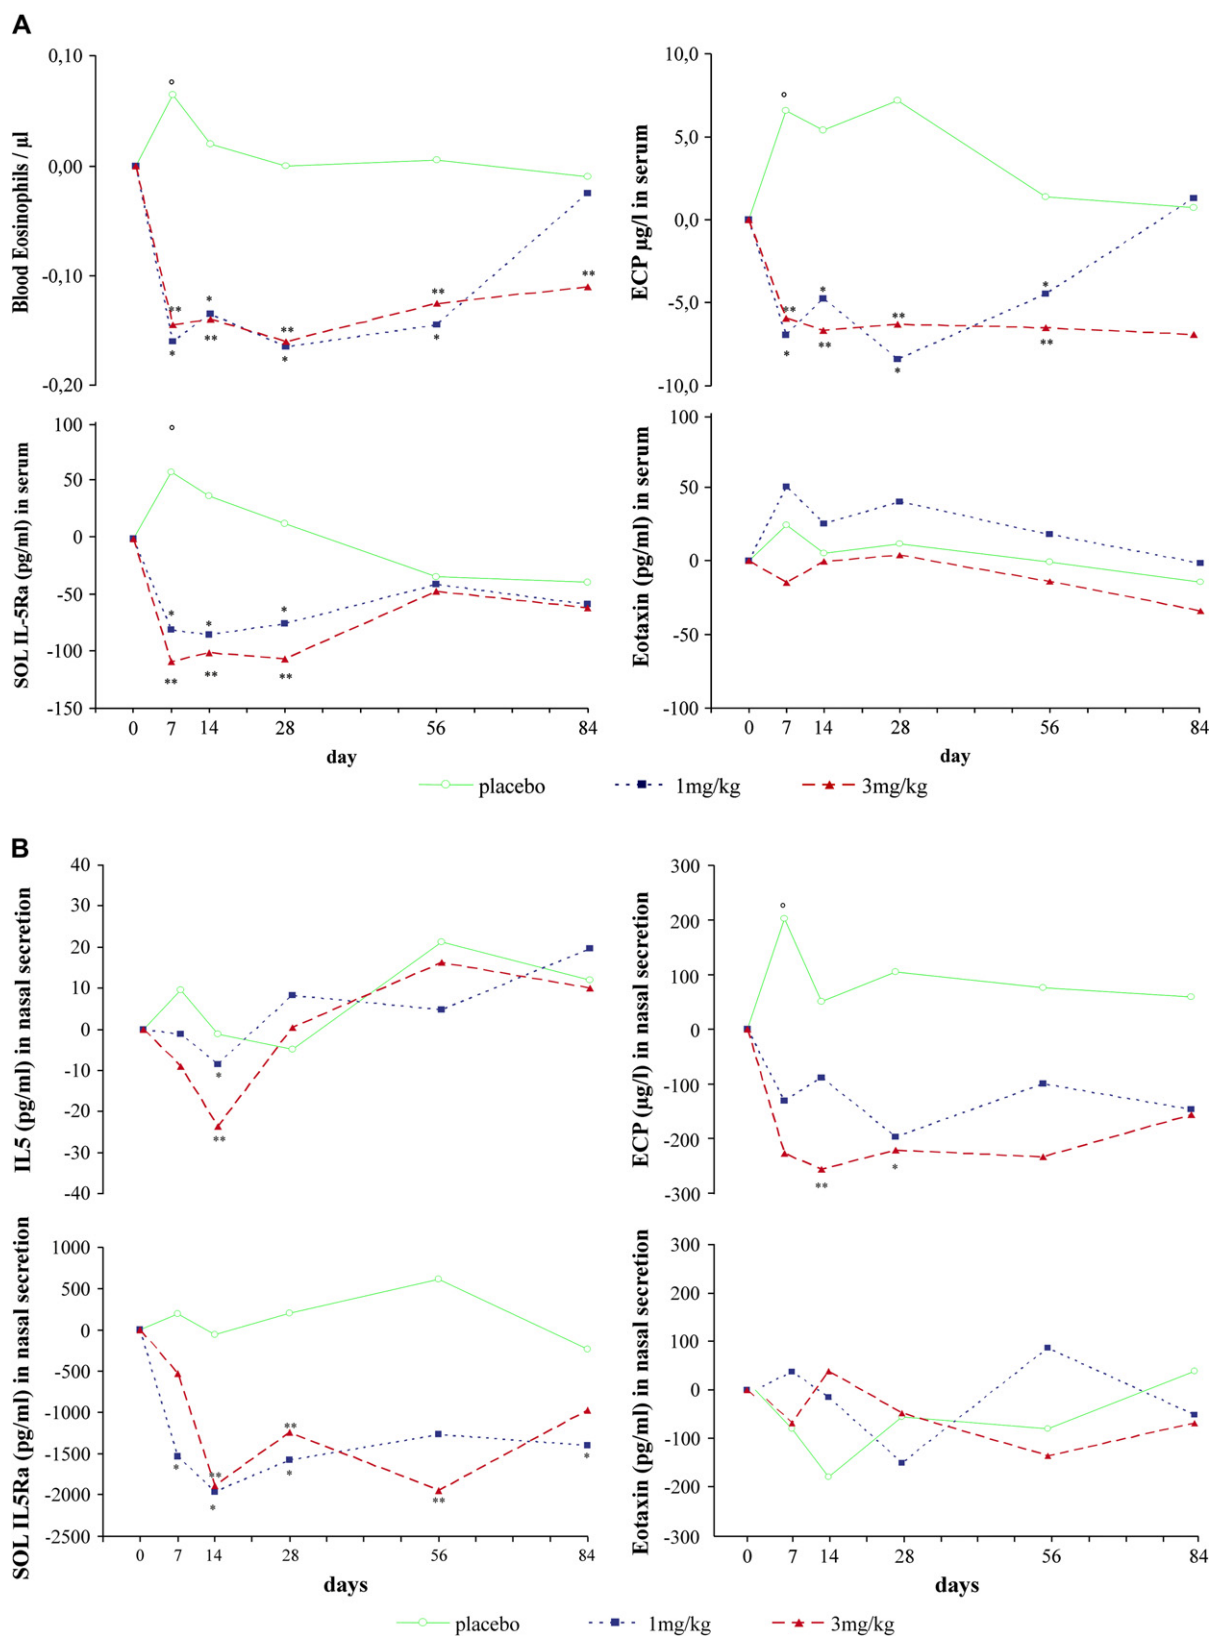 A
Blood Eosinophils / µl
0,10
0,00
-0,10
-0,20
°
** * ** * ** * ** * **
ECP µg/l in serum
10,0
5,0
0,0
-5,0
-10,0
°
** * * ** ** * * **
SOL IL-5Ra (pg/ml) in serum
100
50
0
-50
-100
-150
°
* * *
** ** **
0 7 14 28 56 84
day
Eotaxin (pg/ml) in serum
100
50
0
-50
-100
0 7 14 28 56 84
day
placebo 1mg/kg 3mg/kg
B
IL5 (pg/ml) in nasal secretion
40
30
20
10
0
-10
-20
-30
-40
*
**
ECP (µg/l) in nasal secretion
300
200
100
0
-100
-200
-300
°
** *
SOL IL5Ra (pg/ml) in nasal secretion
1000
500
0
-500
-1000
-1500
-2000
-2500
* ** * ** * ** *
0 7 14 28 56 84
days
Eotaxin (pg/ml) in nasal secretion
300
200
100
0
-100
-200
-300
0 7 14 28 56 84
days
placebo 1mg/kg 3mg/kg